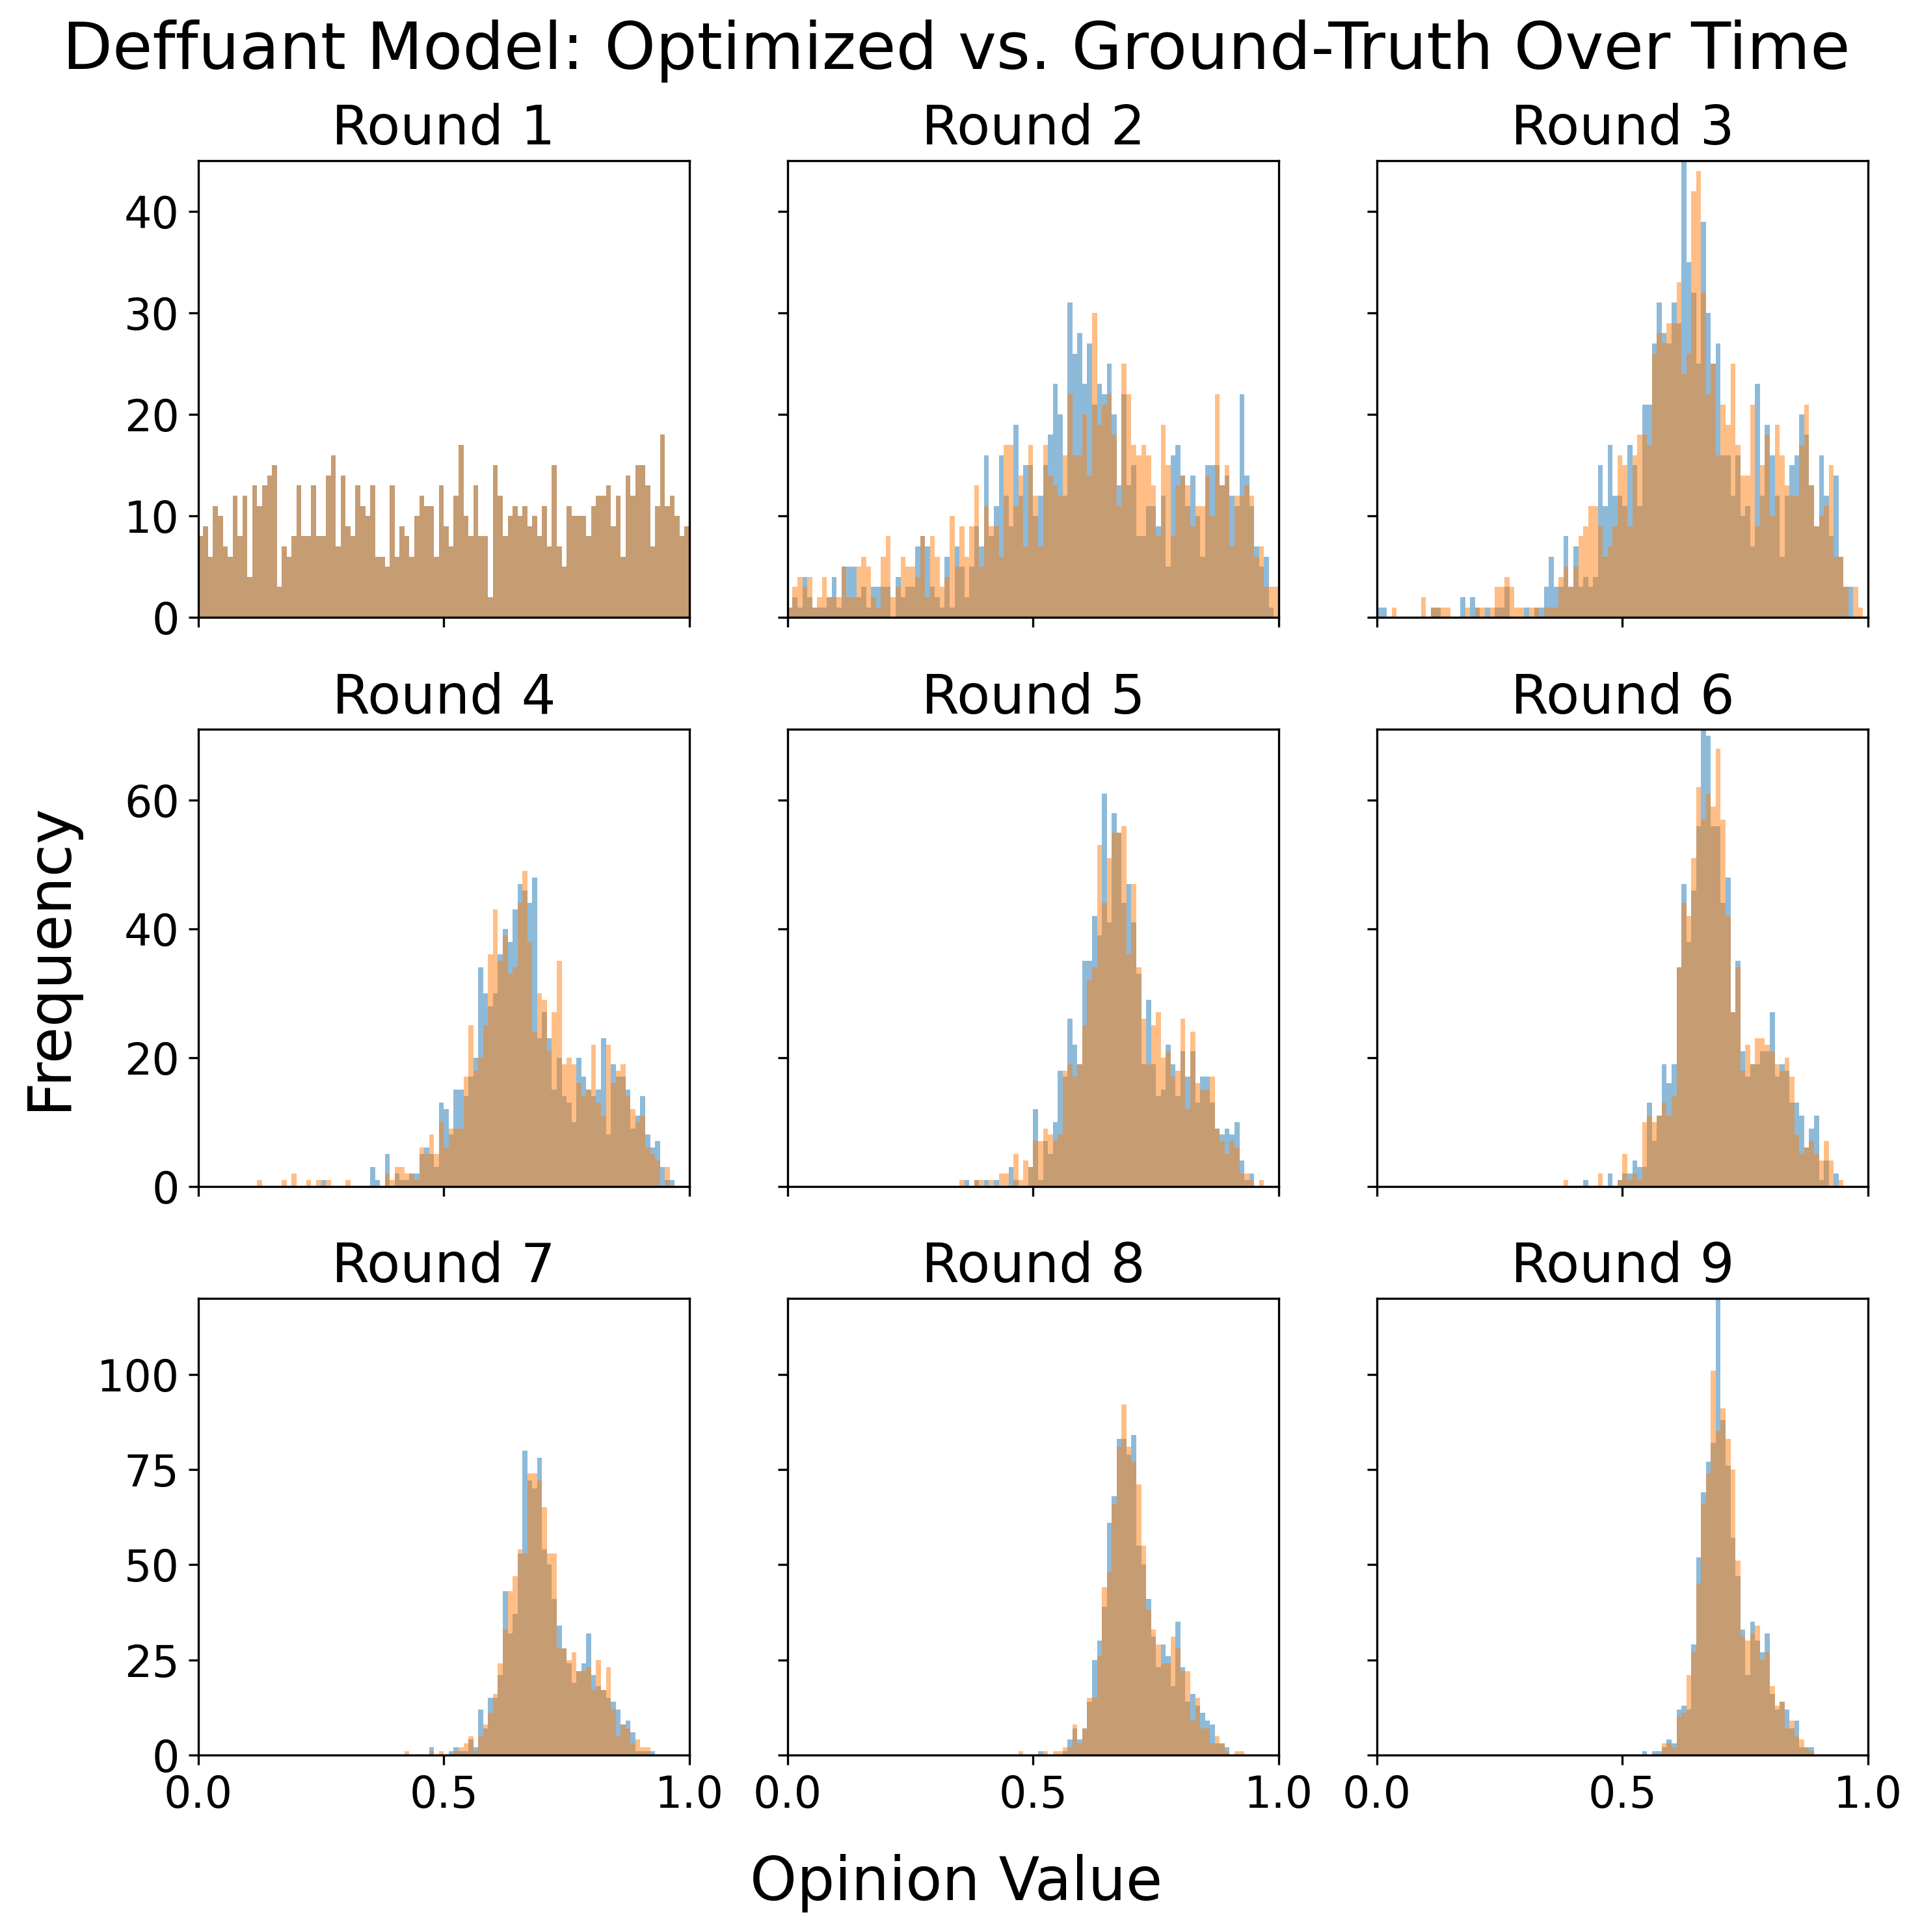 Deffuant Model: Optimized vs. Ground-Truth Over Time
Round 1
Round 2
Round 3
40
30
20
10
0
Round 4
Round 5
Round 6
60
40
20
0
Frequency
Round 7
Round 8
Round 9
100
75
50
25
0
0.0 0.5 1.0
0.0 0.5 1.0
0.0 0.5 1.0
Opinion Value